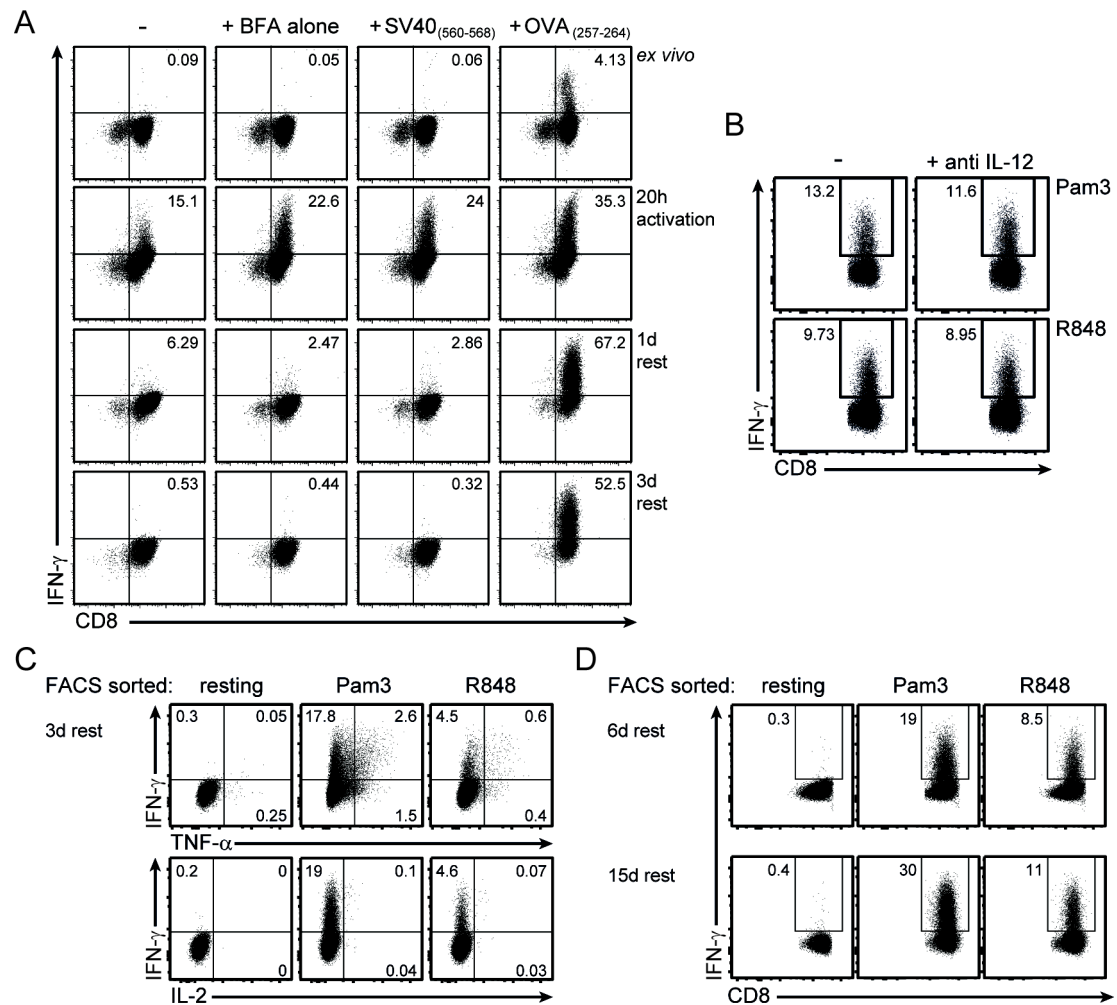 A
- + BFA alone + SV40(560-568) + OVA (257-264)
0.09 0.05 0.06 4.13 ex vivo
15.1 22.6 24 35.3 20h activation
6.29 2.47 2.86 67.2 1d rest
0.53 0.44 0.32 52.5 3d rest
IFN-γ
CD8
B
- + anti IL-12
13.2 11.6 Pam3
9.73 8.95 R848
IFN-γ
CD8
C
FACS sorted: resting Pam3 R848
3d rest
IFN-γ
0.3 0.05 17.8 2.6 4.5 0.6
0.25 1.5 0.4
TNF-α
IFN-γ
0.2 0 19 0.1 4.6 0.07
0 0.04 0.03
IL-2
D
FACS sorted: resting Pam3 R848
6d rest
0.3 19 8.5
15d rest
0.4 30 11
IFN-γ
CD8